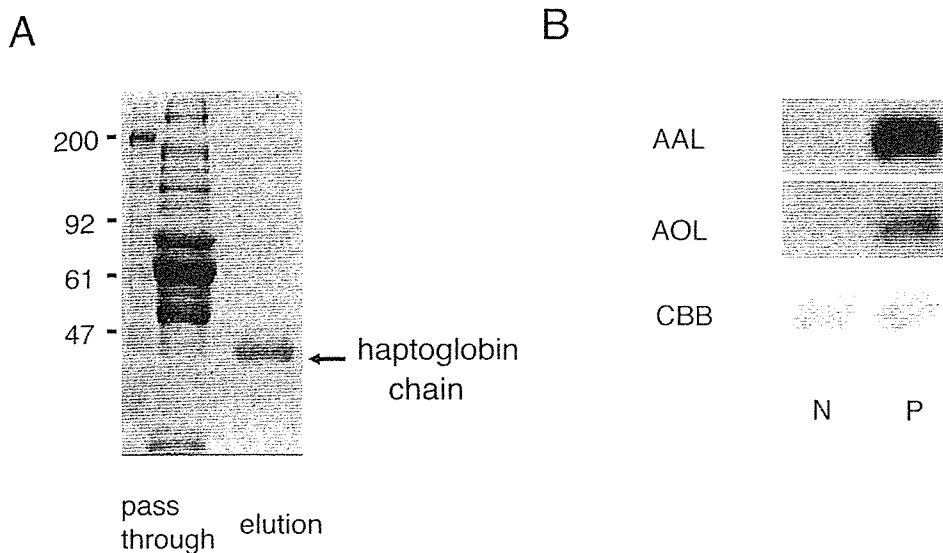 A
200
92
61
47
haptoglobin
chain
pass
through
elution
B
AAL
AOL
CBB
N
P